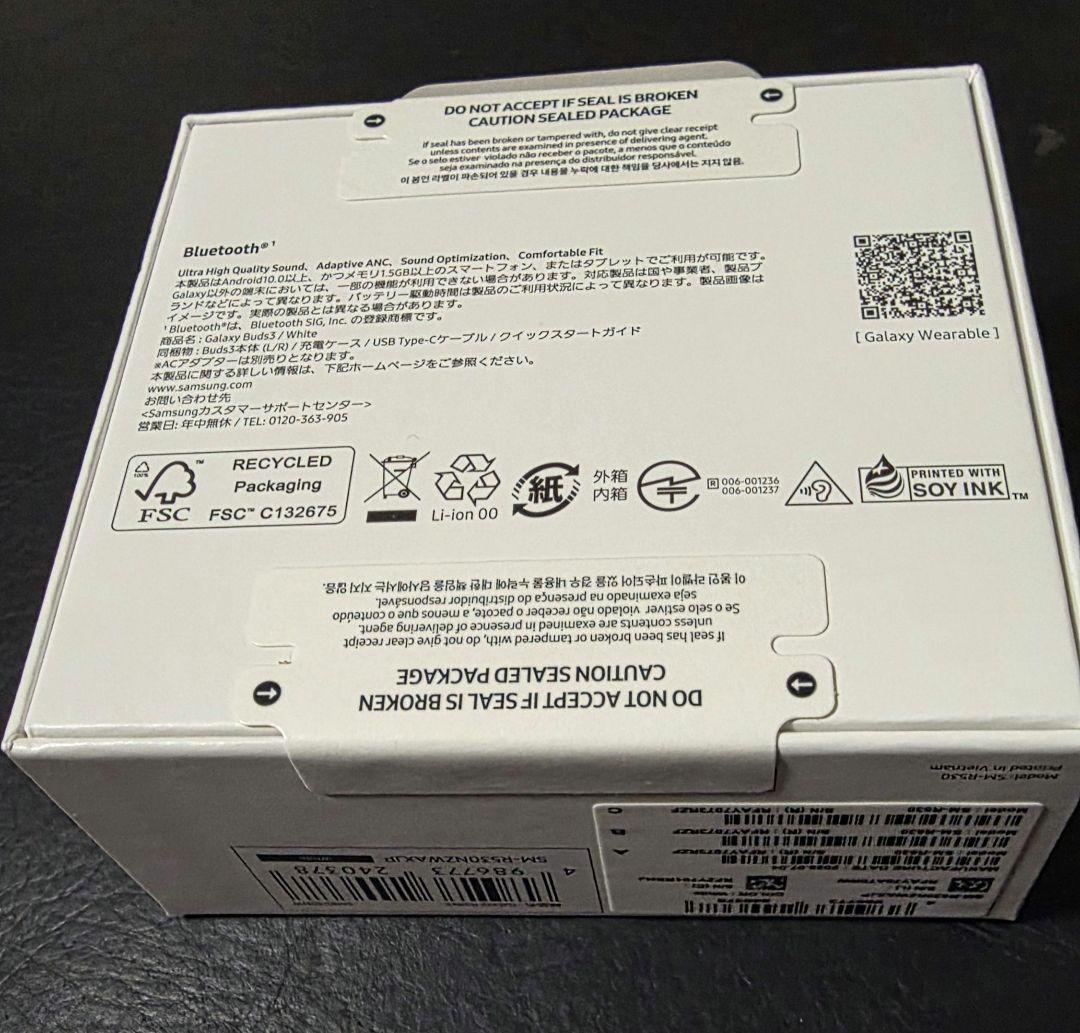 DO NOT ACCEPT IF SEAL IS BROKEN
CAUTION SEALED PACKAGE
If seal has been broken or tampered with, do not give clear receipt
unless contents are examined in presence of delivering agent.
Se o selo estiver violado não receber o pacote, a menos que o conteúdo
seja examinado na presença do distribuidor responsável.
이 봉인 라벨이 파손되어 있을 경우 내용물 누락에 대한 책임을 당사에서는 지지 않음.
Bluetooth®¹
Ultra High Quality Sound、Adaptive ANC、Sound Optimization、Comfortable Fit
本製品はAndroid10.0以上、かつメモリ1.5GB以上のスマートフォン、またはタブレットでご利用が可能です。
Galaxy以外の端末においては、一部の機能が利用できない場合があります。対応製品は国や事業者、製品ブ
ランドなどによって異なります。バッテリー駆動時間は製品のご利用状況によって異なります。製品画像は
イメージです。実際の製品とは異なる場合があります。
¹Bluetooth®は、Bluetooth SIG, Inc. の登録商標です。
商品名 : Galaxy Buds3 / White
同梱物 : Buds3本体 (L/R) / 充電ケース / USB Type-Cケーブル / クイックスタートガイド
※ACアダプターは別売りとなります。
本製品に関する詳しい情報は、下記ホームページをご参照ください。
www.samsung.com
お問い合わせ先
<Samsungカスタマーサポートセンター>
営業日: 年中無休 / TEL: 0120-363-905
[ Galaxy Wearable ]
100%
FSC
RECYCLED
Packaging
FSC™ C132675
Li-ion 00
紙
外箱
内箱
R 006-001236
006-001237
PRINTED WITH
SOY INK™
이 봉인 라벨이 파손되어 있을 경우 내용물 누락에 대한 책임을 당사에서는 지지 않음.
seja examinado na presença do distribuidor responsável.
Se o selo estiver violado não receber o pacote, a menos que o conteúdo
unless contents are examined in presence of delivering agent.
If seal has been broken or tampered with, do not give clear receipt
CAUTION SEALED PACKAGE
DO NOT ACCEPT IF SEAL IS BROKEN
Model: SM-R530
Printed in Vietnam
SM-R530NZWAXJP
White
4 986773 240378